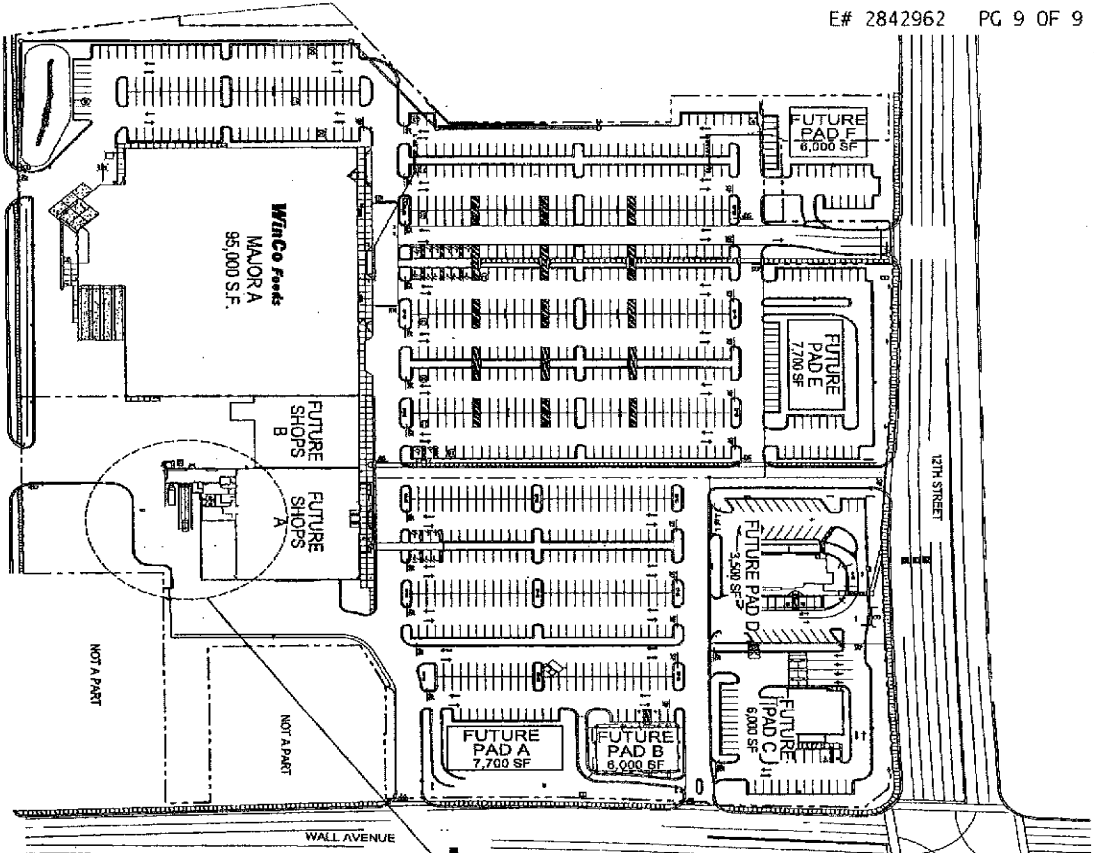 E# 2842962 PG 9 OF 9
FUTURE
PAD F
6,000 SF
WinCo Foods
MAJOR A
95,000 S.F.
FUTURE
PAD E
7,700 SF
FUTURE
SHOPS
B
12TH STREET
FUTURE
SHOPS
A
FUTURE PAD D
3,500 SF
NOT A PART
NOT A PART
FUTURE
PAD C
6,000 SF
FUTURE
PAD A
7,700 SF
FUTURE
PAD B
6,000 SF
WALL AVENUE